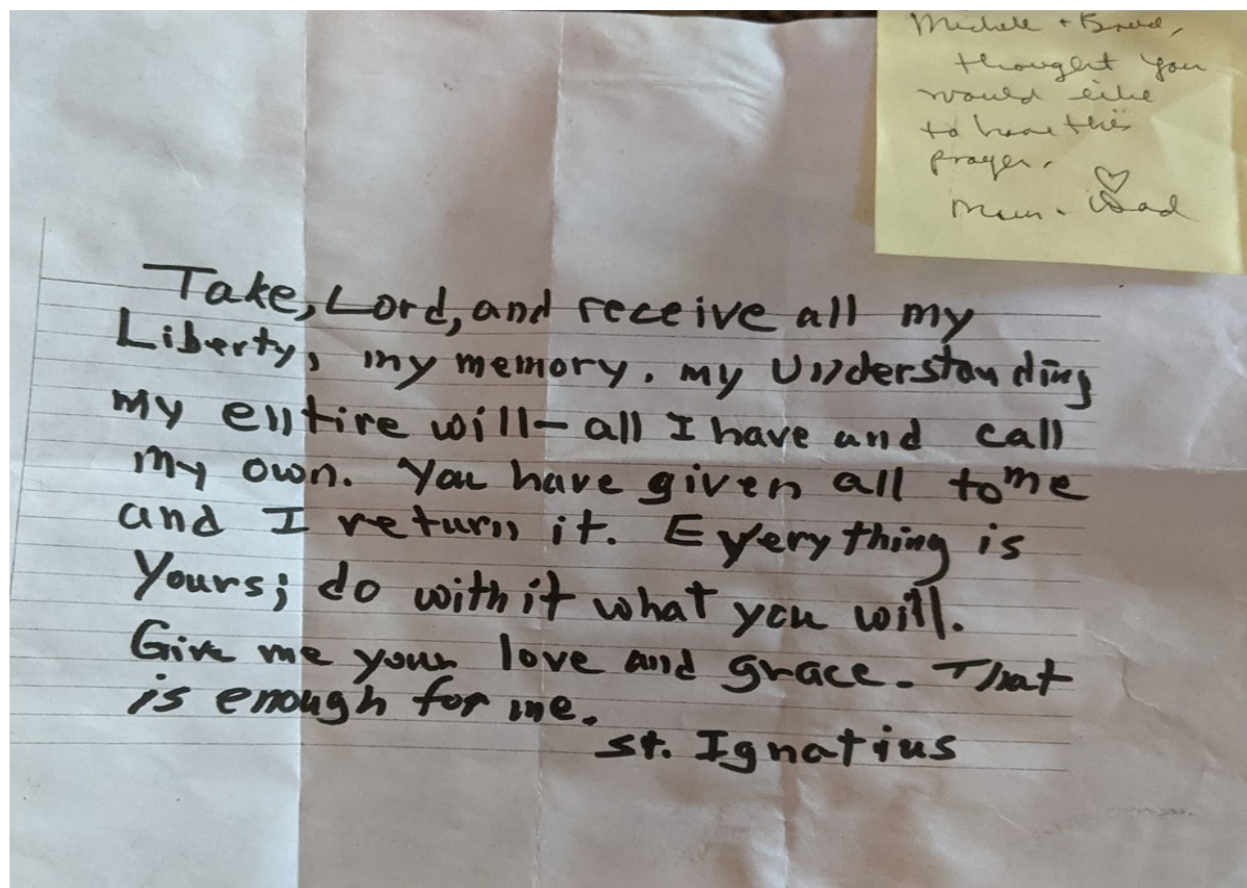 Michele + Brad,
thought you
would like
to have this
prayer.
Mom + Dad
Take, Lord, and receive all my
Liberty, my memory, my Understanding
my entire will - all I have and call
my own. You have given all to me
and I return it. Everything is
Yours; do with it what you will.
Give me your love and grace. That
is enough for me.
St. Ignatius